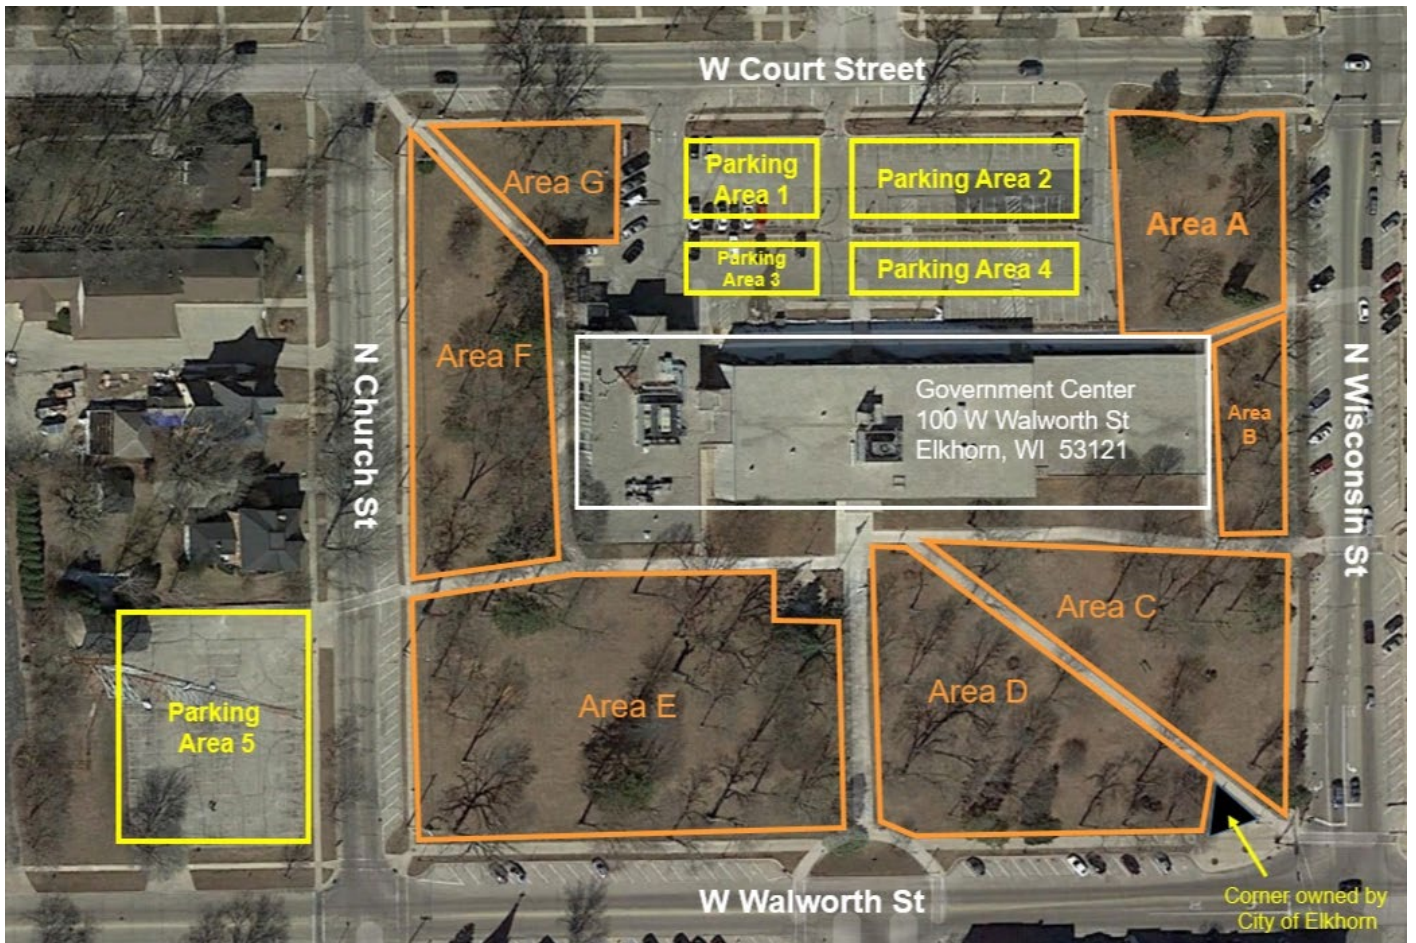 W Court Street
Area G
Parking
Area 1
Parking Area 2
Area A
Parking
Area 3
Parking Area 4
N Church St
Area F
Government Center
100 W Walworth St
Elkhorn, WI  53121
Area
B
N Wisconsin St
Area C
Area E
Area D
Parking
Area 5
W Walworth St
Corner owned by
City of Elkhorn